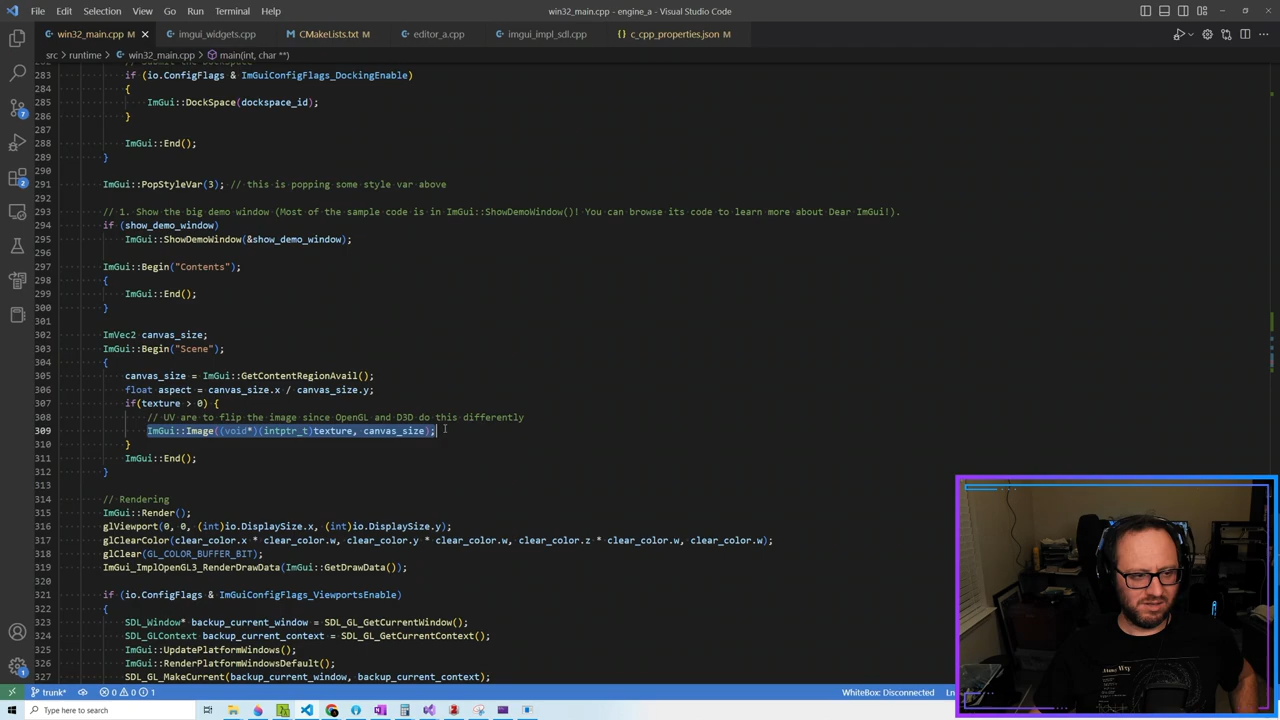 File Edit Selection View Go Run Terminal Help
win32_main.cpp - engine_a - Visual Studio Code
win32_main.cpp M
imgui_widgets.cpp
CMakeLists.txt M
editor_a.cpp
imgui_impl_sdl.cpp
c_cpp_properties.json M
src > runtime > win32_main.cpp > main(int, char **)
// Submit the DockSpace
283 if (io.ConfigFlags & ImGuiConfigFlags_DockingEnable)
284 {
285 ImGui::DockSpace(dockspace_id);
286 }
287
288 ImGui::End();
289 }
290
291 ImGui::PopStyleVar(3); // this is popping some style var above
292
293 // 1. Show the big demo window (Most of the sample code is in ImGui::ShowDemoWindow()! You can browse its code to learn more about Dear ImGui!).
294 if (show_demo_window)
295 ImGui::ShowDemoWindow(&show_demo_window);
296
297 ImGui::Begin("Contents");
298 {
299 ImGui::End();
300 }
301
302 ImVec2 canvas_size;
303 ImGui::Begin("Scene");
304 {
305 canvas_size = ImGui::GetContentRegionAvail();
306 float aspect = canvas_size.x / canvas_size.y;
307 if(texture > 0) {
308 // UV are to flip the image since OpenGL and D3D do this differently
309 ImGui::Image((void*)(intptr_t)texture, canvas_size);
310 }
311 ImGui::End();
312 }
313
314 // Rendering
315 ImGui::Render();
316 glViewport(0, 0, (int)io.DisplaySize.x, (int)io.DisplaySize.y);
317 glClearColor(clear_color.x * clear_color.w, clear_color.y * clear_color.w, clear_color.z * clear_color.w, clear_color.w);
318 glClear(GL_COLOR_BUFFER_BIT);
319 ImGui_ImplOpenGL3_RenderDrawData(ImGui::GetDrawData());
320
321 if (io.ConfigFlags & ImGuiConfigFlags_ViewportsEnable)
322 {
323 SDL_Window* backup_current_window = SDL_GL_GetCurrentWindow();
324 SDL_GLContext backup_current_context = SDL_GL_GetCurrentContext();
325 ImGui::UpdatePlatformWindows();
326 ImGui::RenderPlatformWindowsDefault();
327 SDL_GL_MakeCurrent(backup_current_window, backup_current_context);
trunk* 0 0 1
WhiteBox: Disconnected
Ln
Type here to search